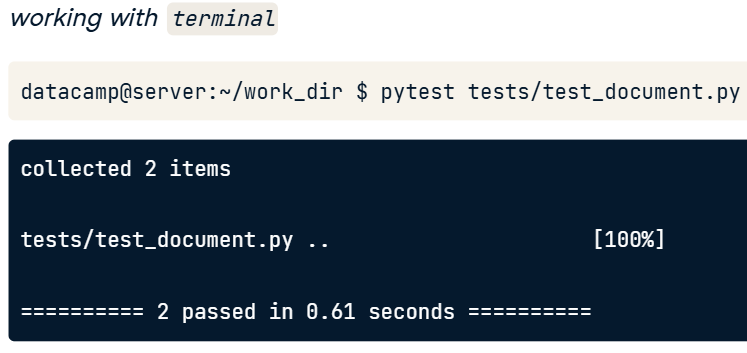 working with terminal
datacamp@server:~/work_dir $ pytest tests/test_document.py
collected 2 items
tests/test_document.py .. [100%]
========== 2 passed in 0.61 seconds ==========